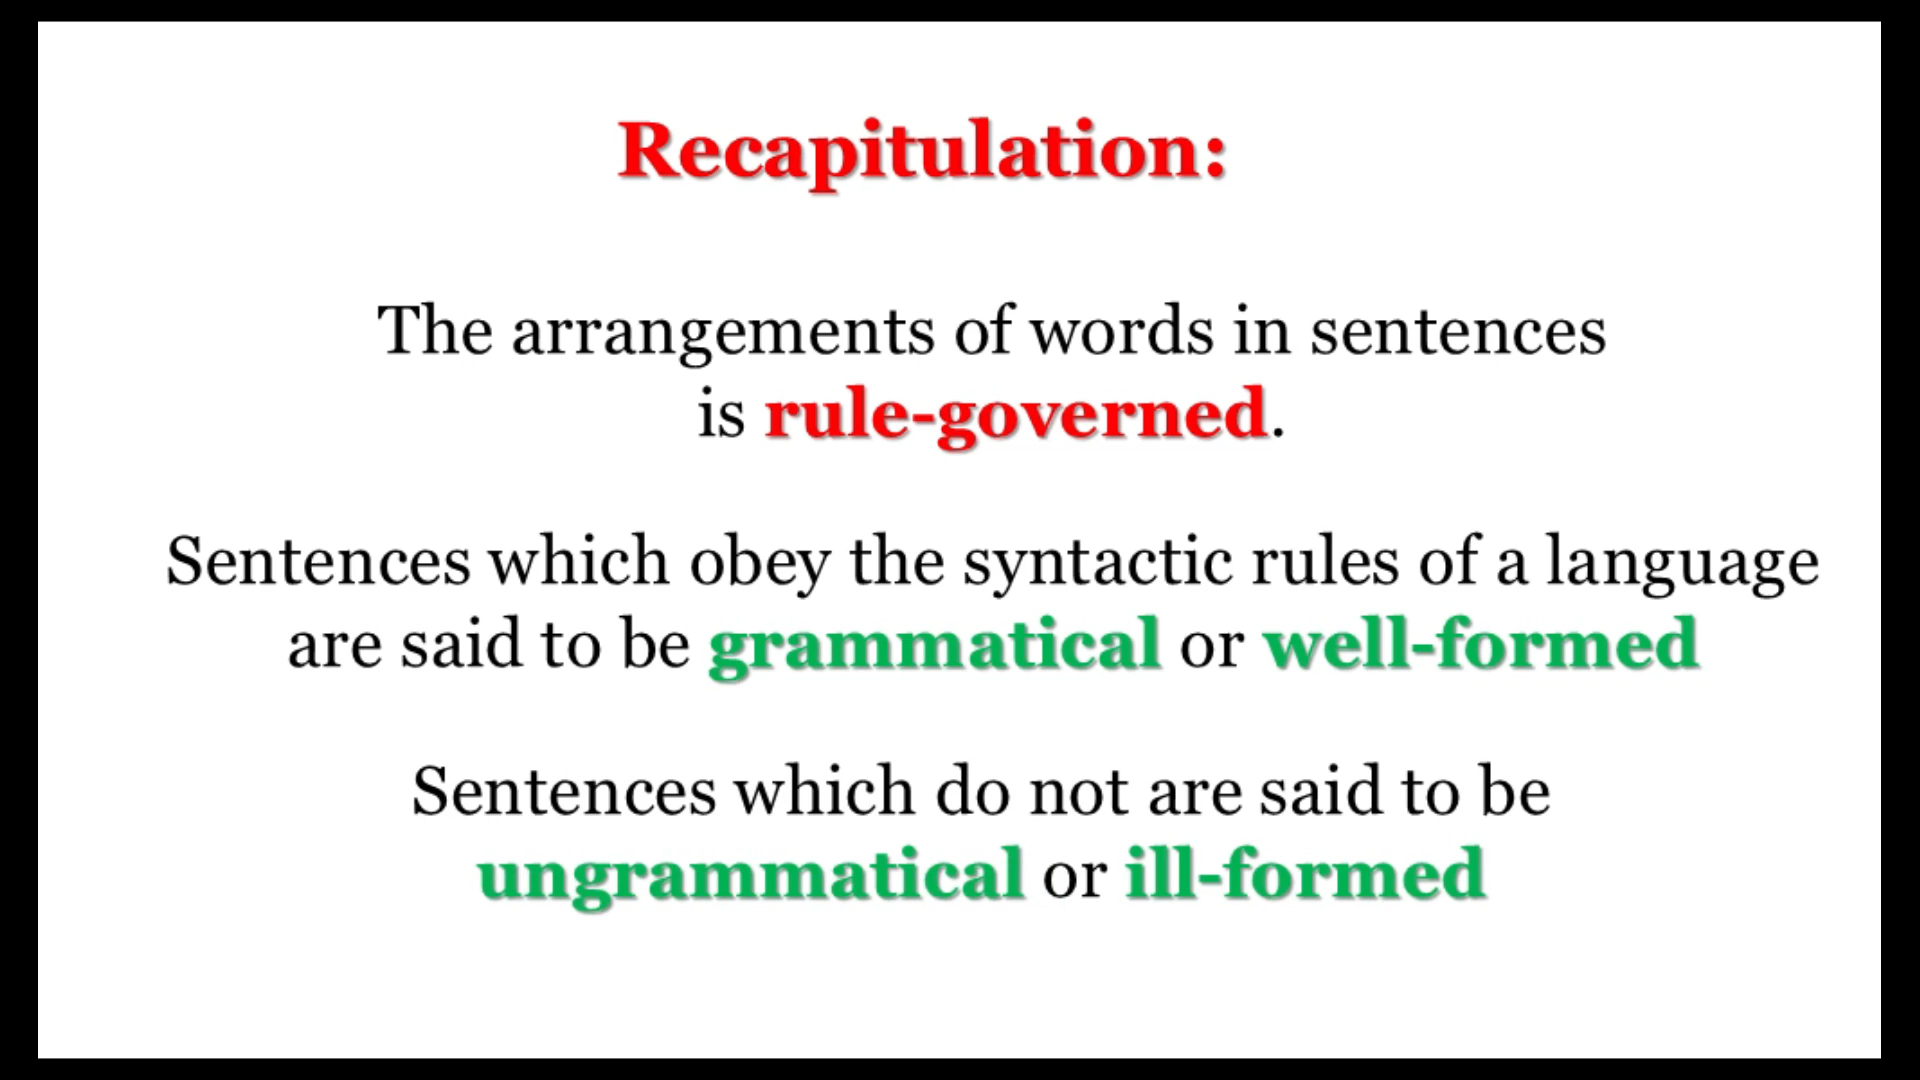 Recapitulation:
The arrangements of words in sentences
is rule-governed.
Sentences which obey the syntactic rules of a language
are said to be grammatical or well-formed
Sentences which do not are said to be
ungrammatical or ill-formed